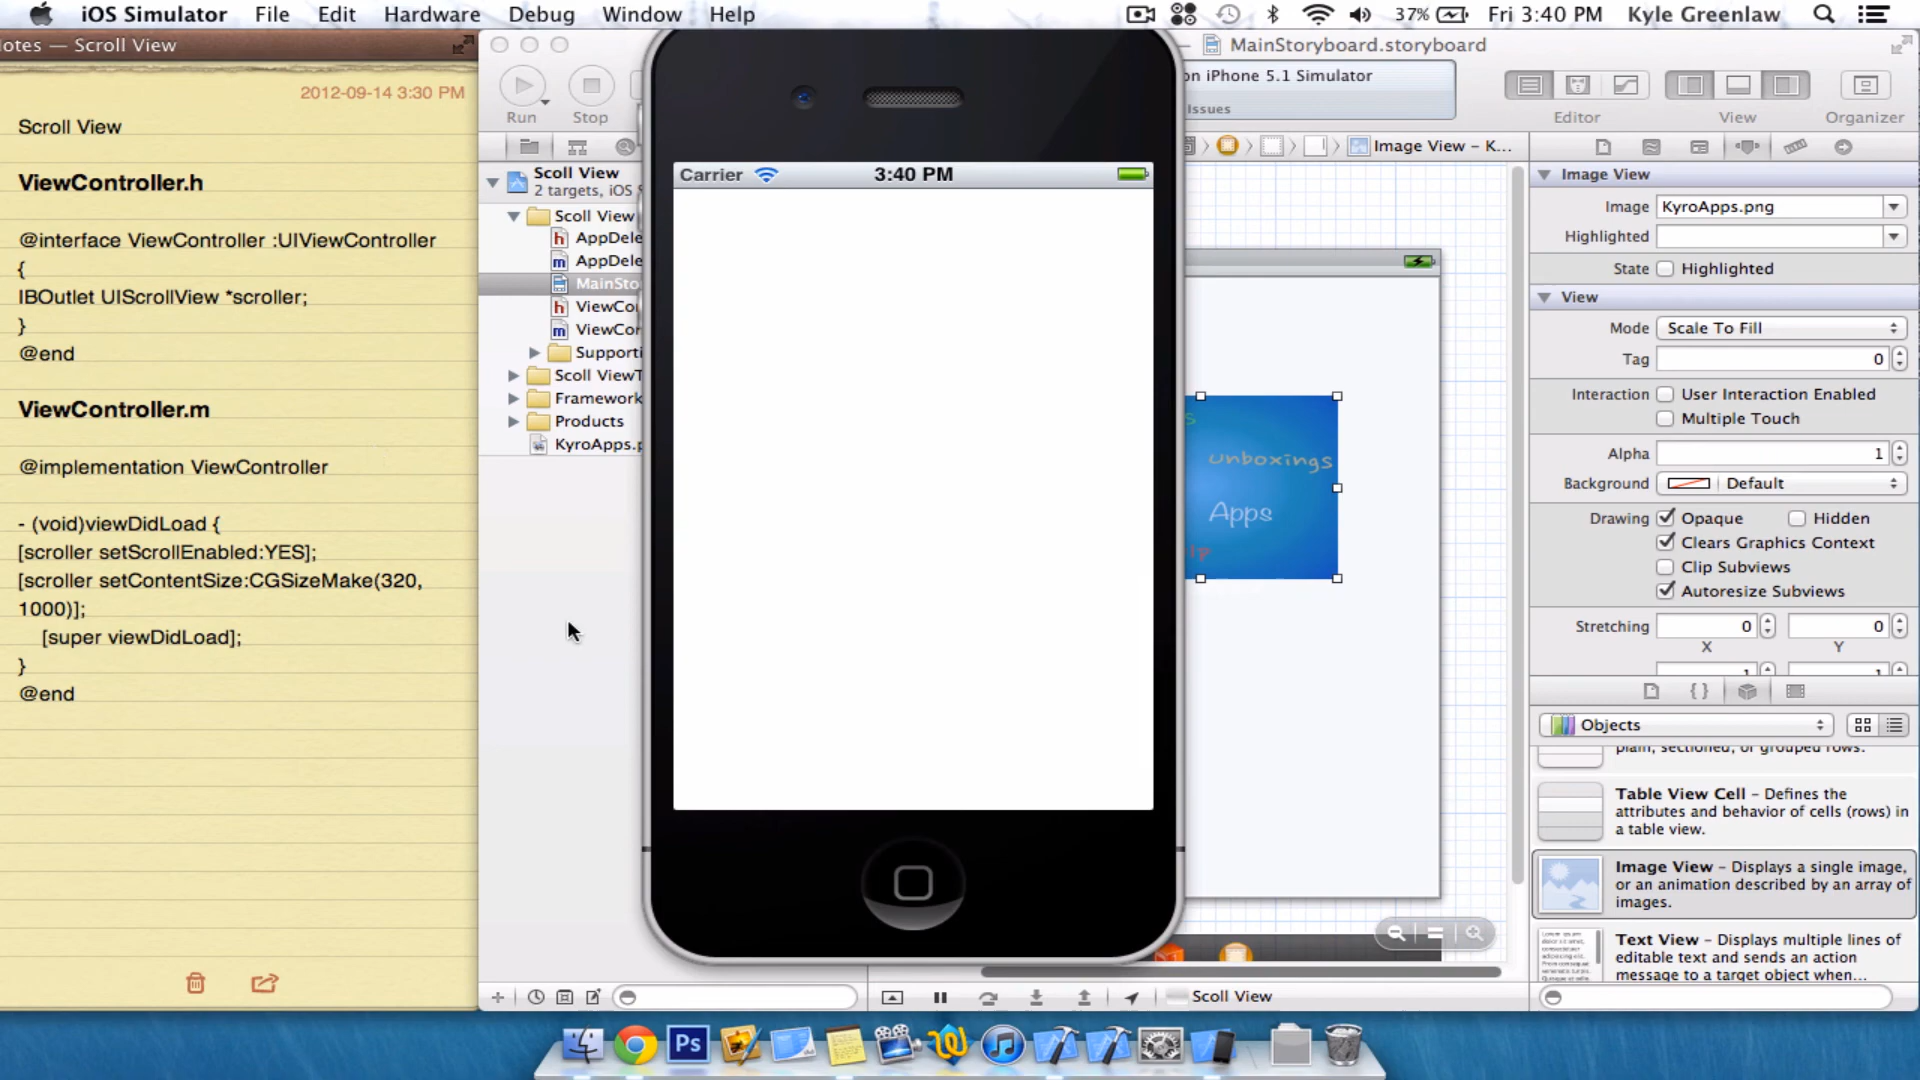 iOS Simulator File Edit Hardware Debug Window Help 37% Fri 3:40 PM Kyle Greenlaw
otes — Scroll View
2012-09-14 3:30 PM
Scroll View
ViewController.h
@interface ViewController :UIViewController
{
IBOutlet UIScrollView *scroller;
}
@end
ViewController.m
@implementation ViewController
- (void)viewDidLoad {
[scroller setScrollEnabled:YES];
[scroller setContentSize:CGSizeMake(320,
1000)];
[super viewDidLoad];
}
@end
MainStoryboard.storyboard
Run Stop
on iPhone 5.1 Simulator
Issues
Editor View Organizer
Image View – K...
Scoll View
2 targets, iOS
Scoll View
h AppDele
m AppDele
MainSto
h ViewCo
m ViewCo
Supporti
Scoll ViewT
Framework
Products
KyroApps.p
Carrier 3:40 PM
s
unboxings
Apps
lp
Image View
Image KyroApps.png
Highlighted
State Highlighted
View
Mode Scale To Fill
Tag 0
Interaction User Interaction Enabled
Multiple Touch
Alpha 1
Background Default
Drawing Opaque Hidden
Clears Graphics Context
Clip Subviews
Autoresize Subviews
Stretching 0 0
X Y
1 1
{ }
Objects
plain, sectioned, or grouped rows.
Table View Cell – Defines the
attributes and behavior of cells (rows) in
a table view.
Image View – Displays a single image,
or an animation described by an array of
images.
Text View – Displays multiple lines of
editable text and sends an action
message to a target object when...
Scoll View
Ps